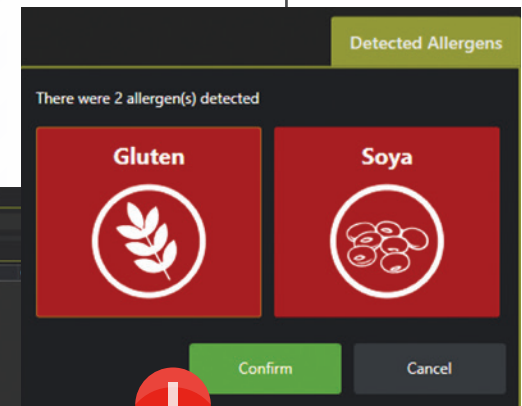 Detected Allergens
There were 2 allergen(s) detected
Gluten Soya
Confirm Cancel